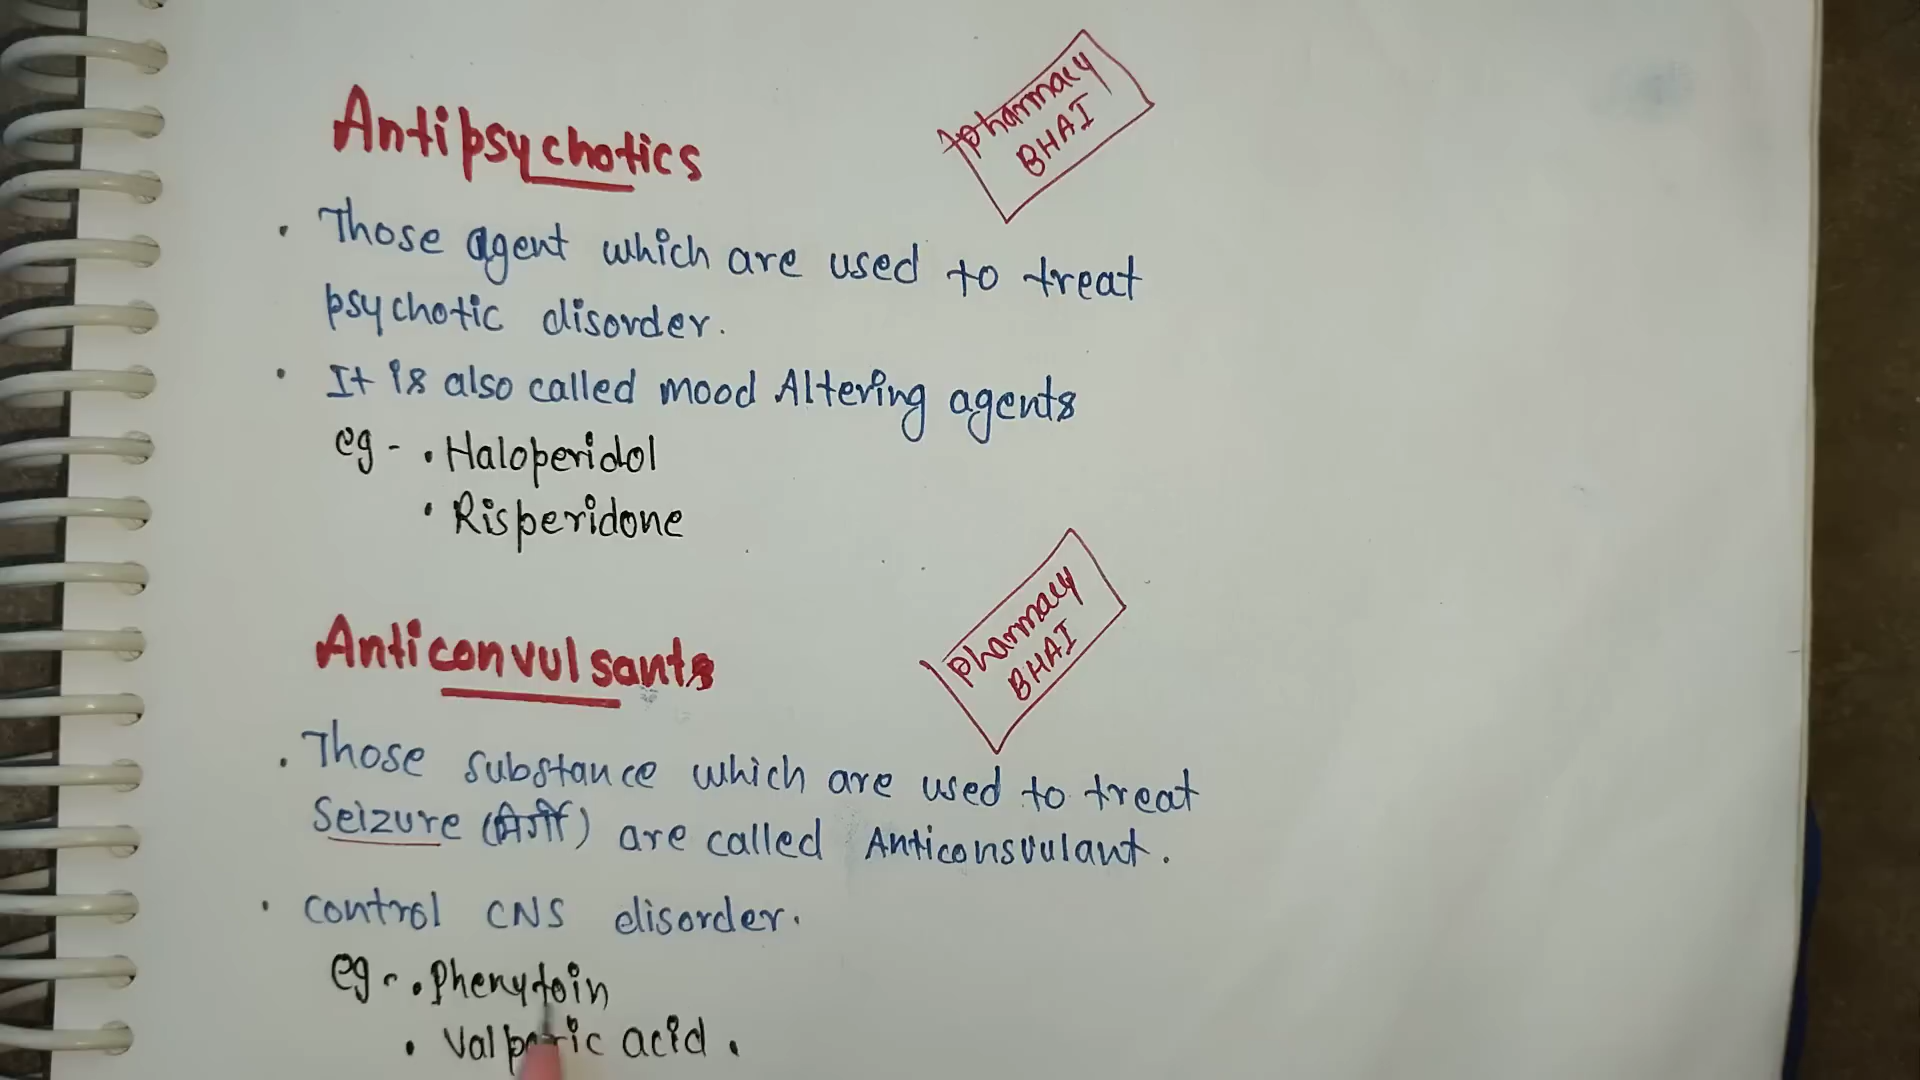 Antipsychotics
pharmacy
BHAI
• Those agent which are used to treat
psychotic disorder.
• It is also called mood Altering agents
eg - • Haloperidol
• Risperidone
Anticonvulsants
pharmacy
BHAI
• Those substance which are used to treat
Seizure (मिर्गी) are called Anticonsvulant.
• control CNS disorder.
eg - • Phenytoin
• Valporic acid .